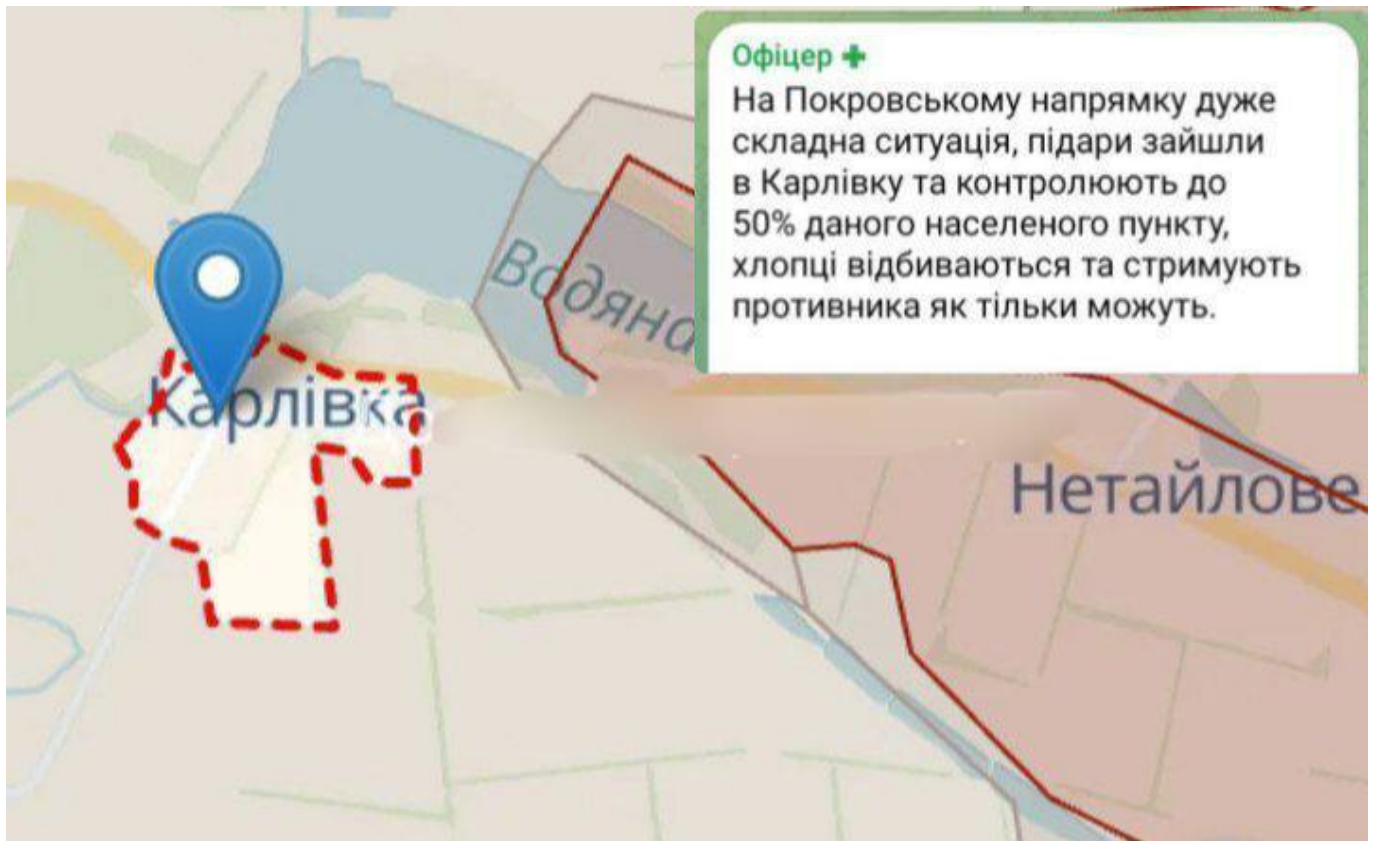 Офіцер
На Покровському напрямку дуже
складна ситуація, підари зайшли
в Карлівку та контролюють до
50% даного населеного пункту,
хлопці відбиваються та стримують
противника як тільки можуть.
Водяно
Карлівка
Нетайлове